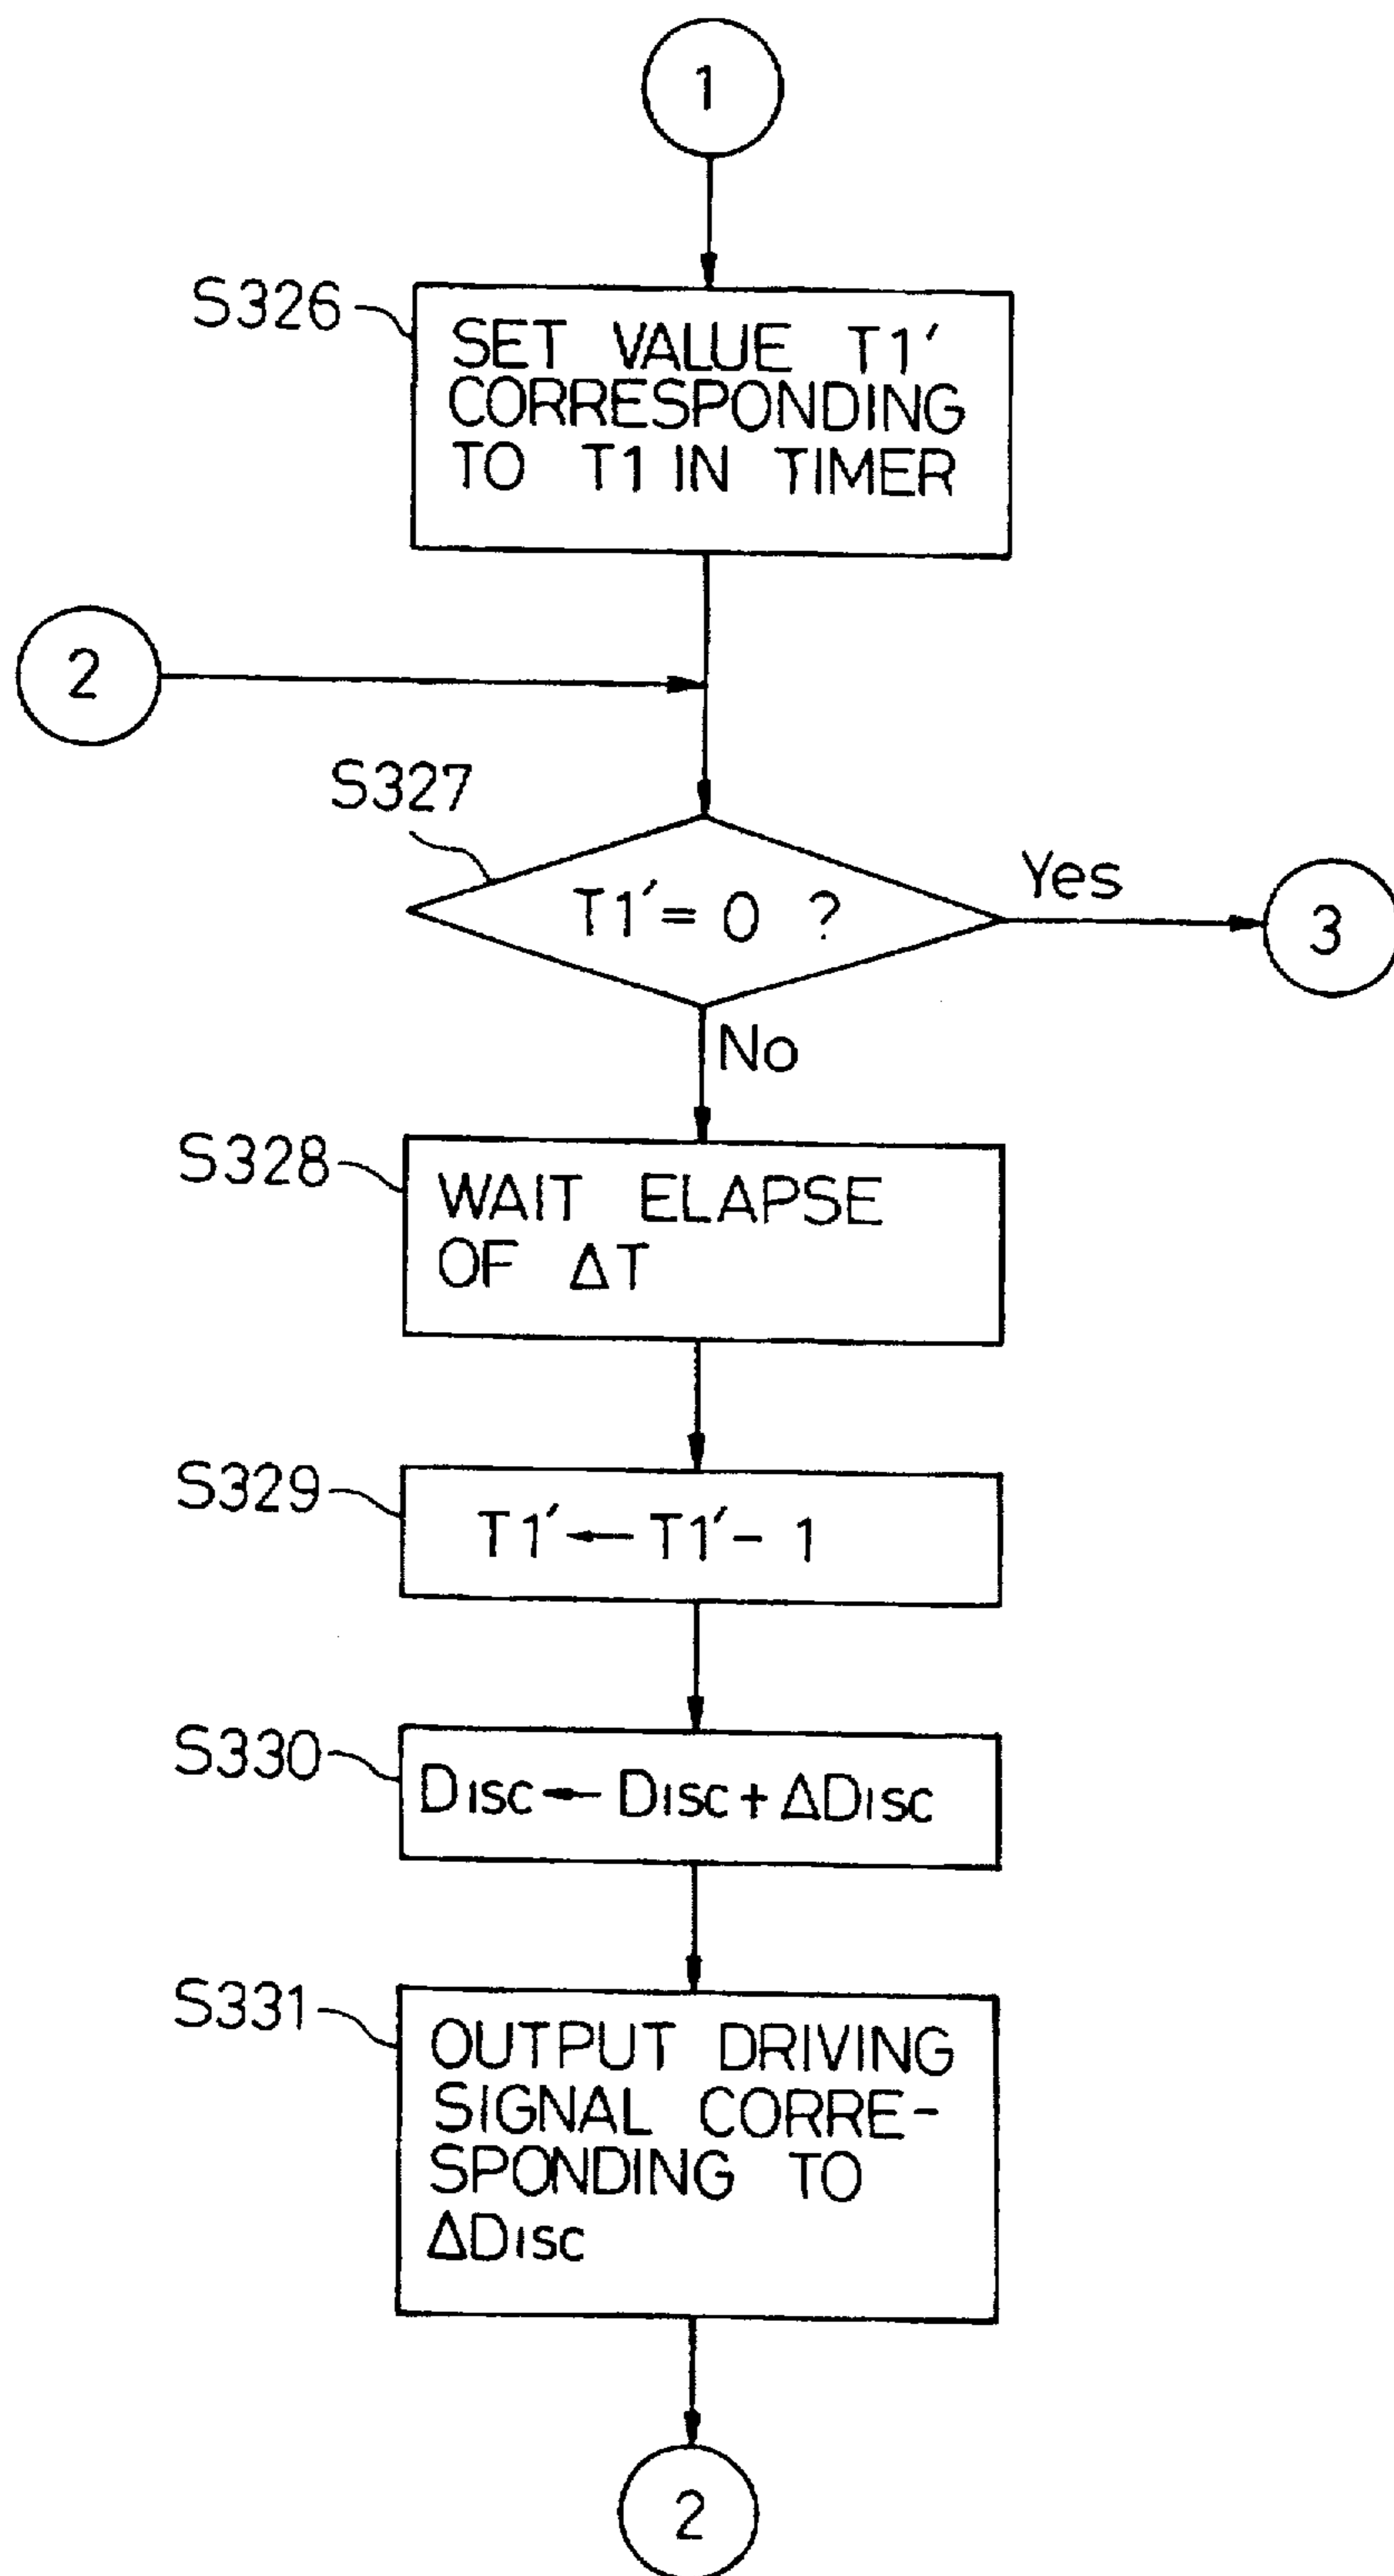 1
S326
SET VALUE T1′
CORRESPONDING
TO T1 IN TIMER
2
S327
T1′= 0 ?
Yes
3
No
S328
WAIT ELAPSE
OF ΔT
S329
T1′← T1′- 1
S330
DISC ← DISC + ΔDISC
S331
OUTPUT DRIVING
SIGNAL CORRE-
SPONDING TO
ΔDISC
2